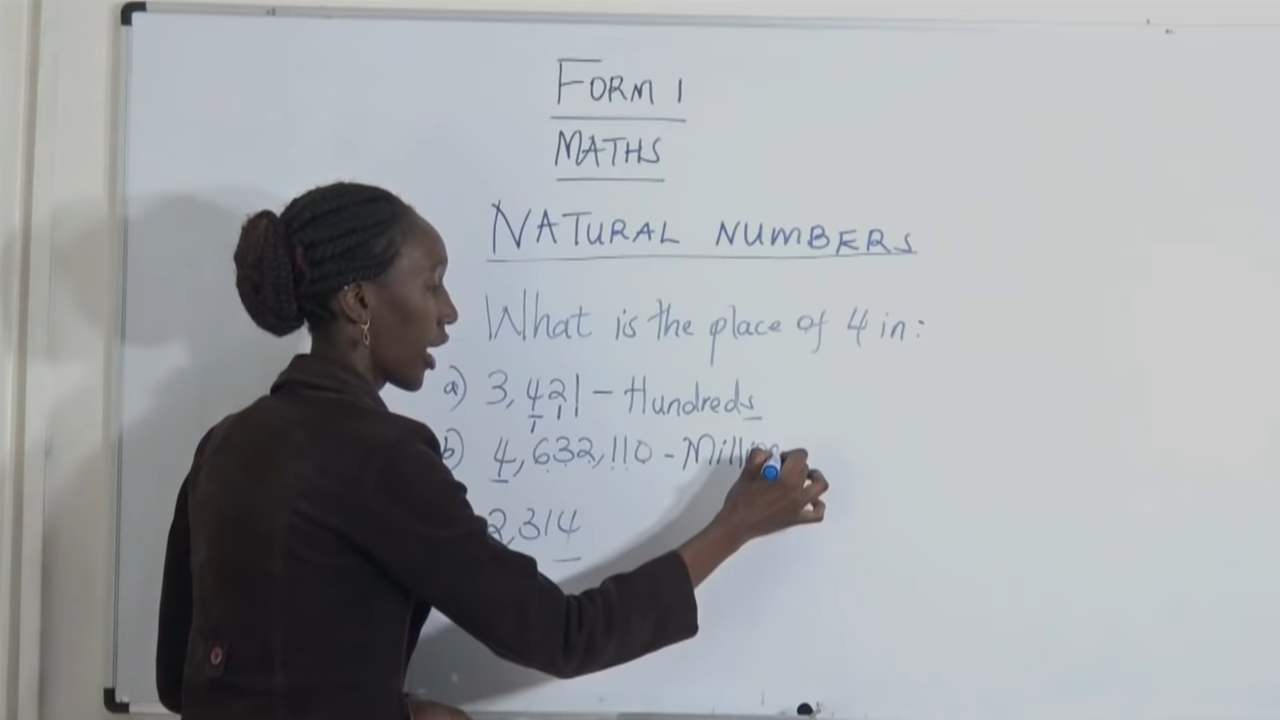 FORM 1
MATHS
NATURAL NUMBERS
What is the place of 4 in:
a) 3,421 - Hundreds
b) 4,632,110 - Million
2,314